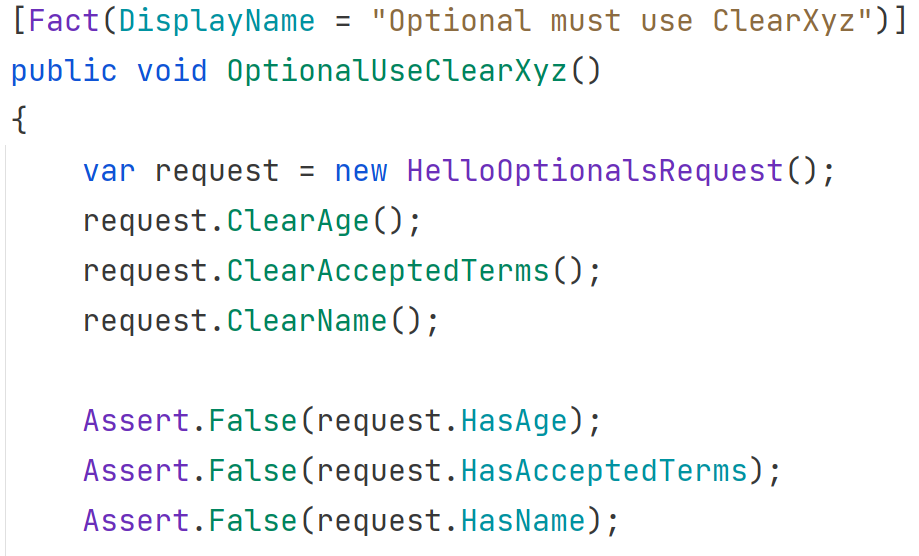 [Fact(DisplayName = "Optional must use ClearXyz")]
public void OptionalUseClearXyz()
{
    var request = new HelloOptionalsRequest();
    request.ClearAge();
    request.ClearAcceptedTerms();
    request.ClearName();

    Assert.False(request.HasAge);
    Assert.False(request.HasAcceptedTerms);
    Assert.False(request.HasName);